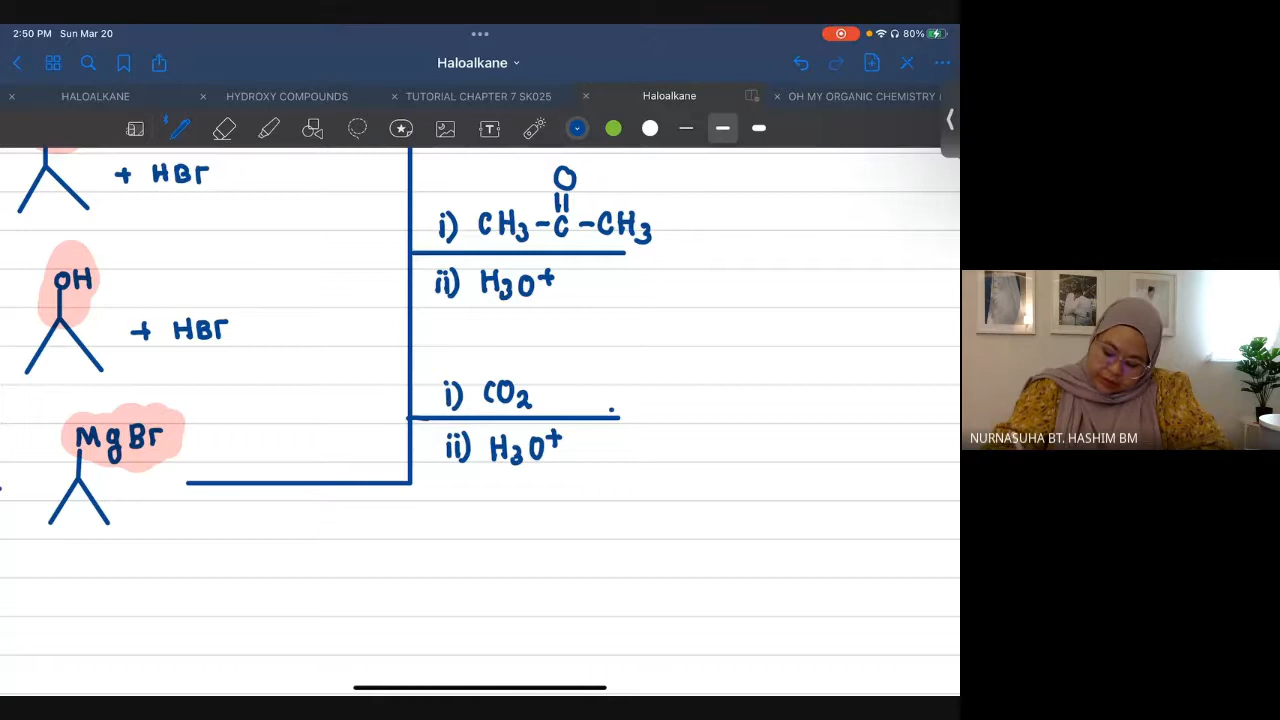 2:50 PM Sun Mar 20
80%
Haloalkane
HALOALKANE
HYDROXY COMPOUNDS
TUTORIAL CHAPTER 7 SK025
Haloalkane
OH MY ORGANIC CHEMISTRY (
+ HBr
O
i) CH3-C-CH3
ii) H3O+
OH
+ HBr
i) CO2
ii) H3O+
MgBr
NURNASUHA BT. HASHIM BM